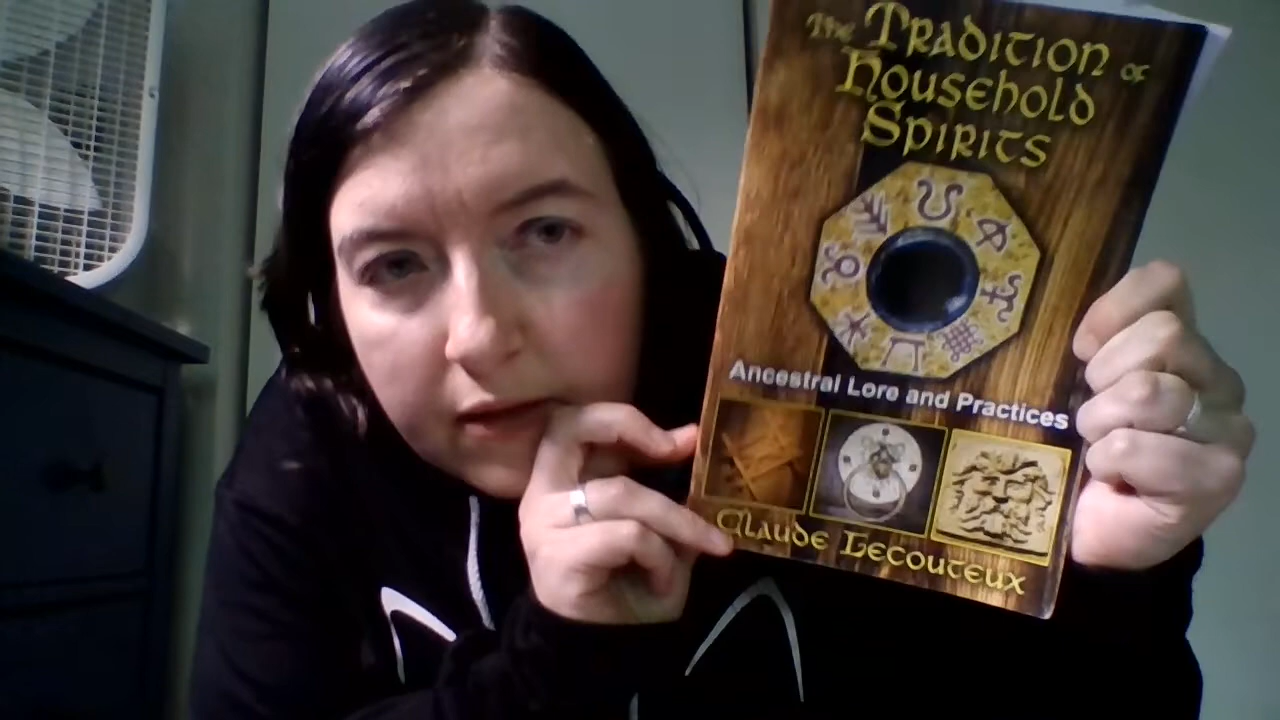 The Tradition of
Household
Spirits
Ancestral Lore and Practices
Claude Lecouteux